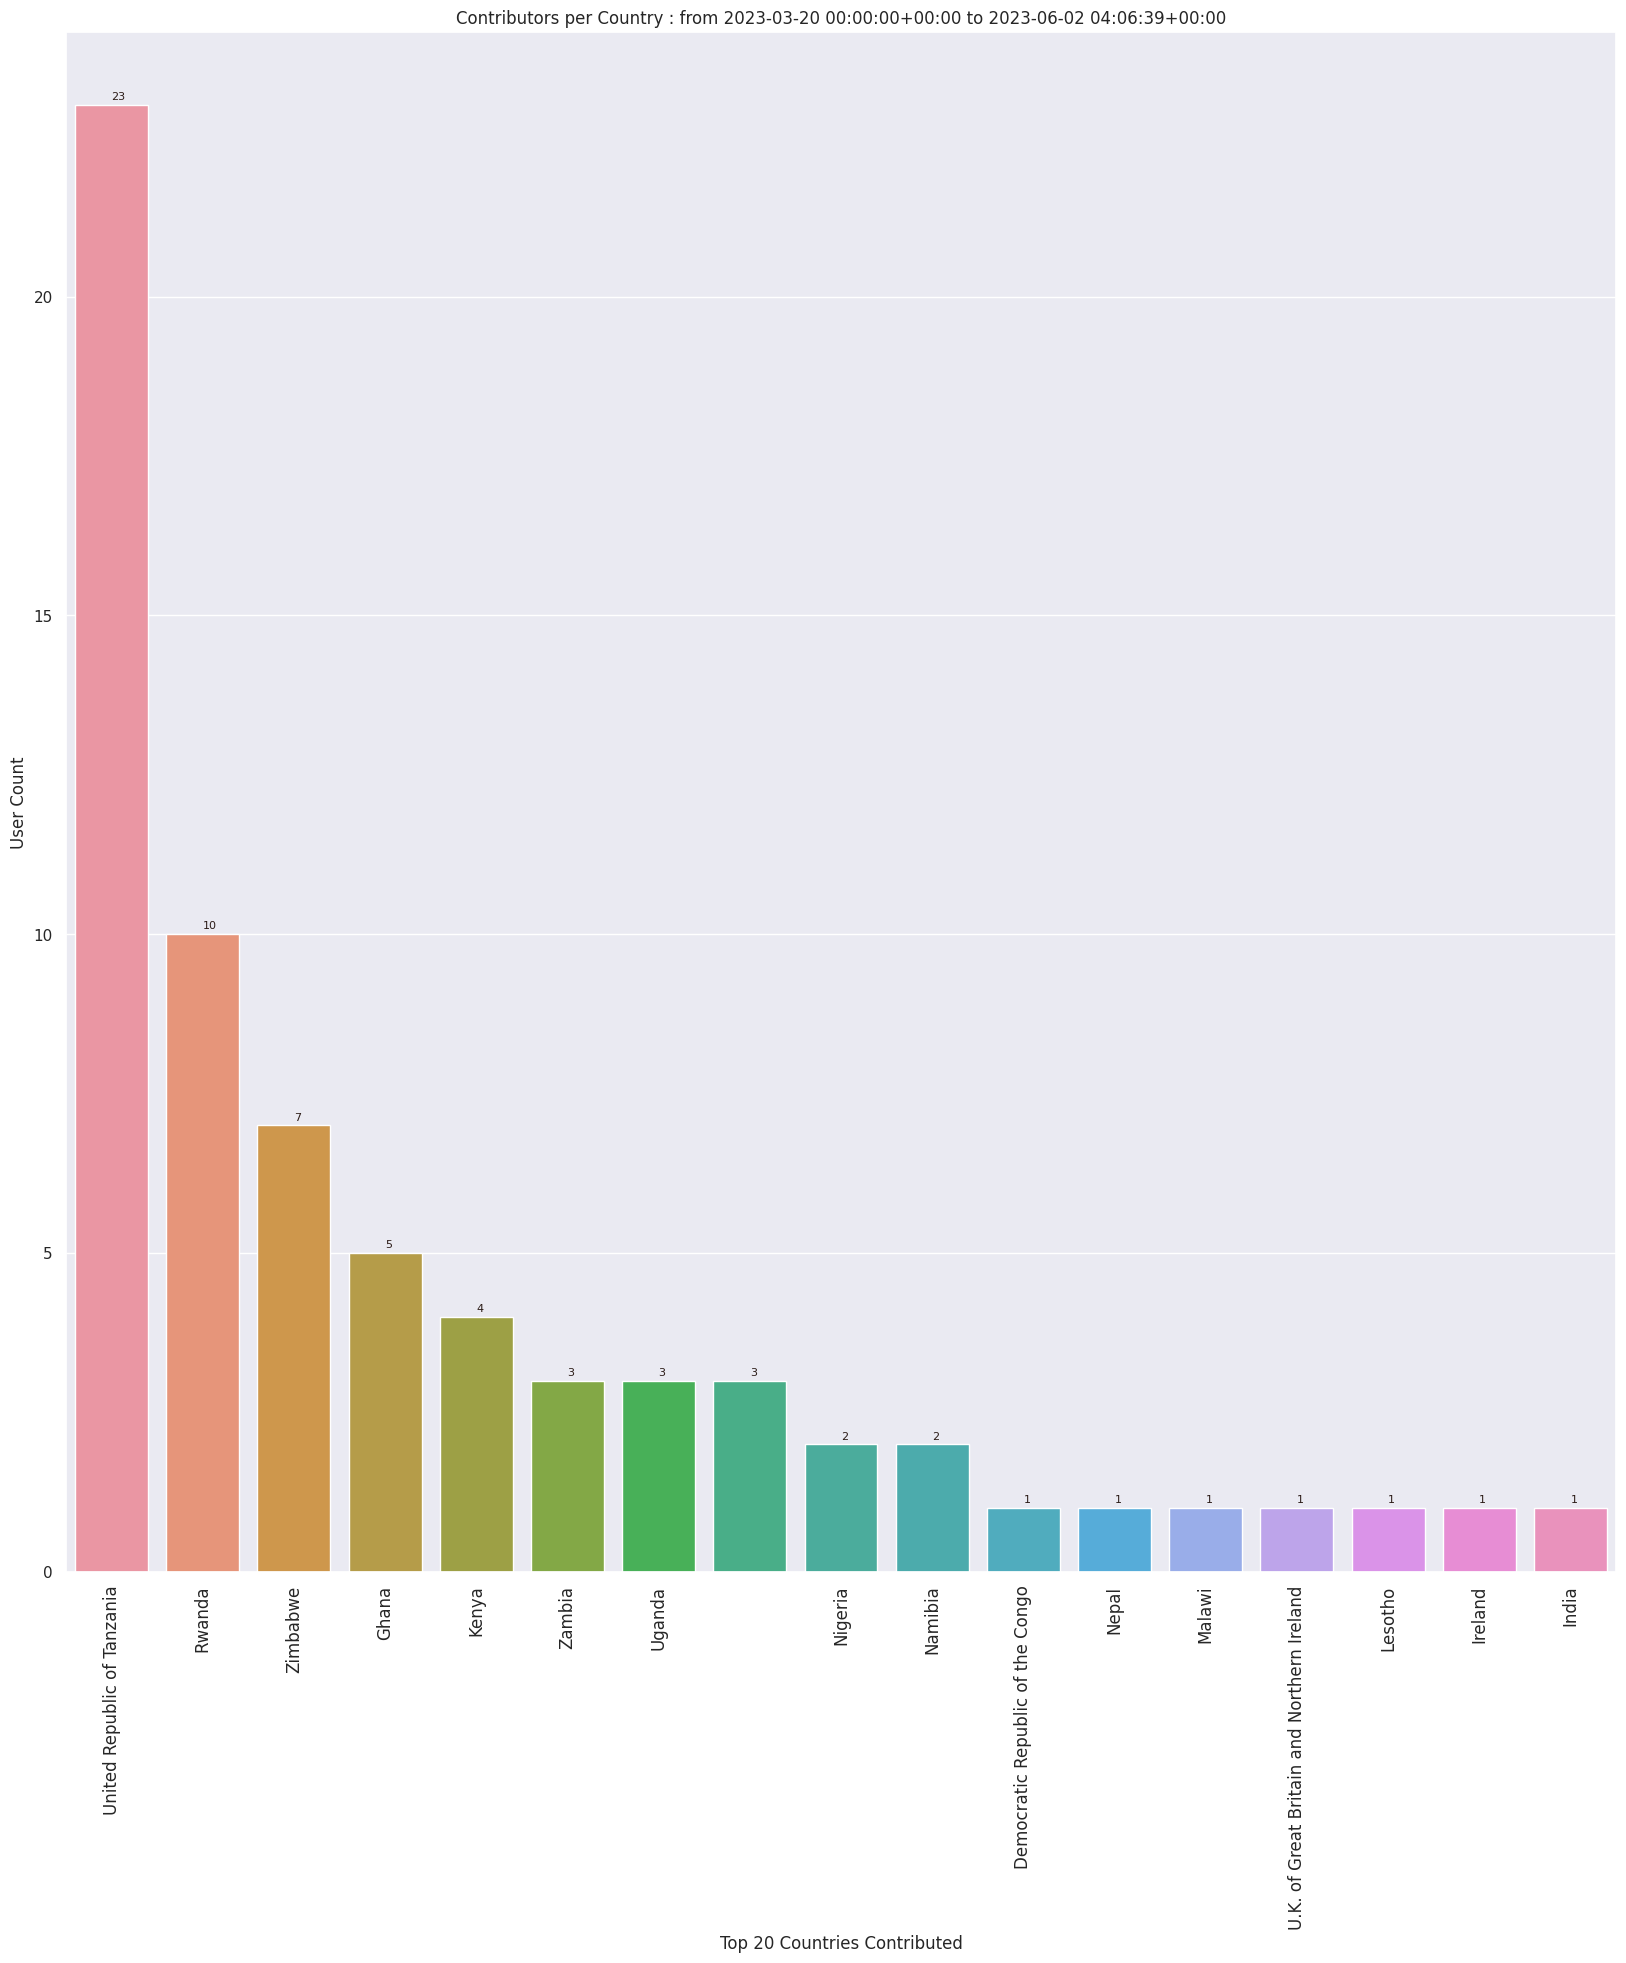 Contributors per Country : from 2023-03-20 00:00:00+00:00 to 2023-06-02 04:06:39+00:00
User Count
20
15
10
5
0
23
10
7
5
4
3
3
3
2
2
1
1
1
1
1
1
1
United Republic of Tanzania
Rwanda
Zimbabwe
Ghana
Kenya
Zambia
Uganda
Nigeria
Namibia
Democratic Republic of the Congo
Nepal
Malawi
U.K. of Great Britain and Northern Ireland
Lesotho
Ireland
India
Top 20 Countries Contributed